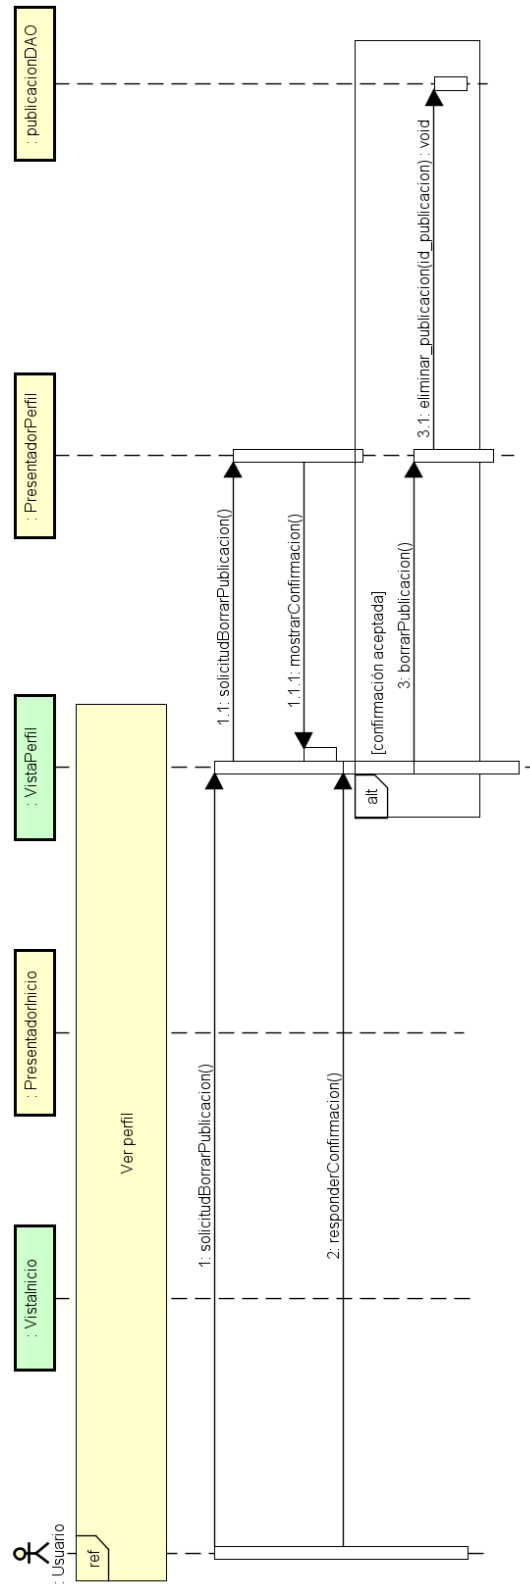 : Usuario
: VistaInicio
: PresentadorInicio
: VistaPerfil
: PresentadorPerfil
: publicacionDAO
ref
Ver perfil
1: solicitudBorrarPublicacion()
1.1: solicitudBorrarPublicacion()
1.1.1: mostrarConfirmacion()
2: responderConfirmacion()
alt
[confirmación aceptada]
3: borrarPublicacion()
3.1: eliminar_publicacion(id_publicacion) : void